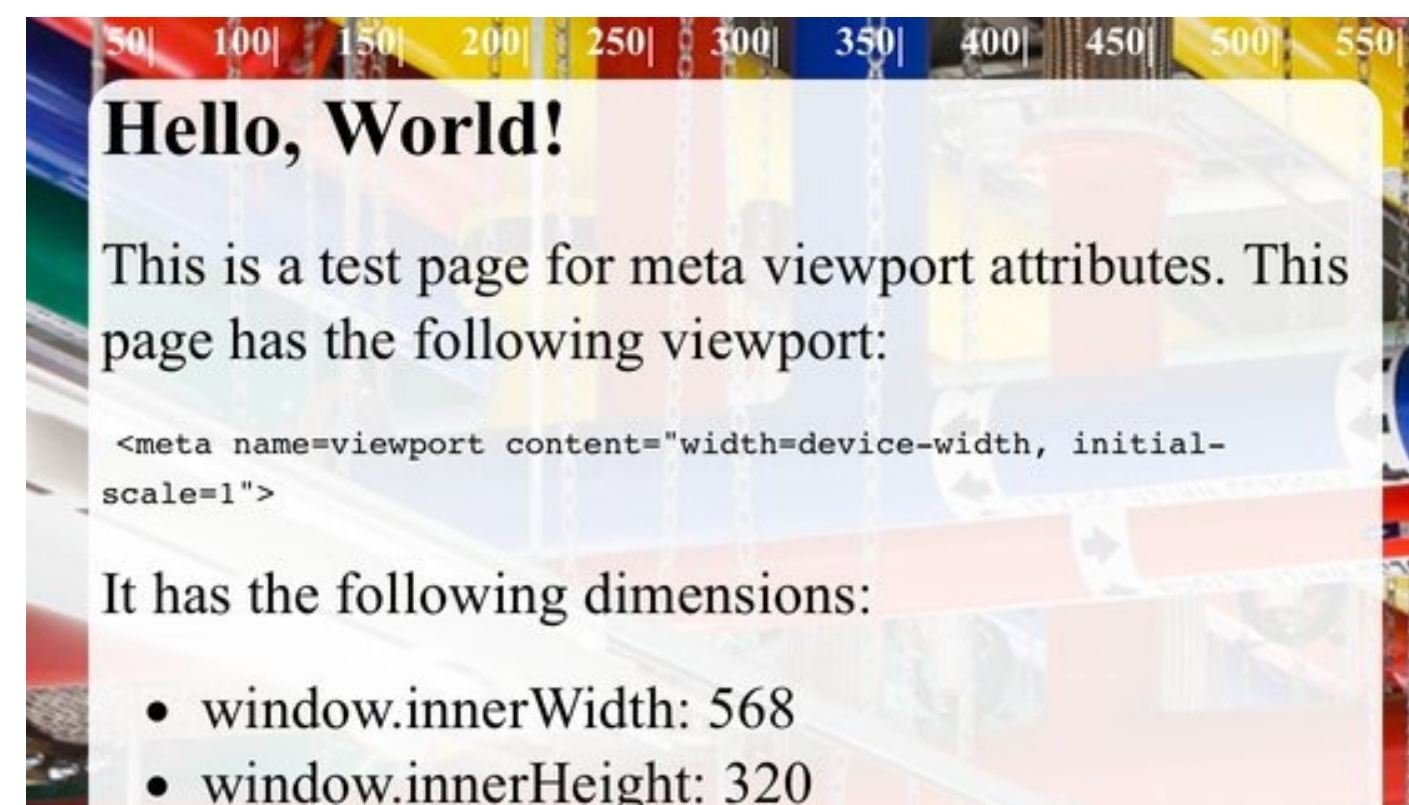 50| 100| 150| 200| 250| 300| 350| 400| 450| 500| 550|
Hello, World!
This is a test page for meta viewport attributes. This
page has the following viewport:
<meta name=viewport content="width=device-width, initial-
scale=1">
It has the following dimensions:
• window.innerWidth: 568
• window.innerHeight: 320